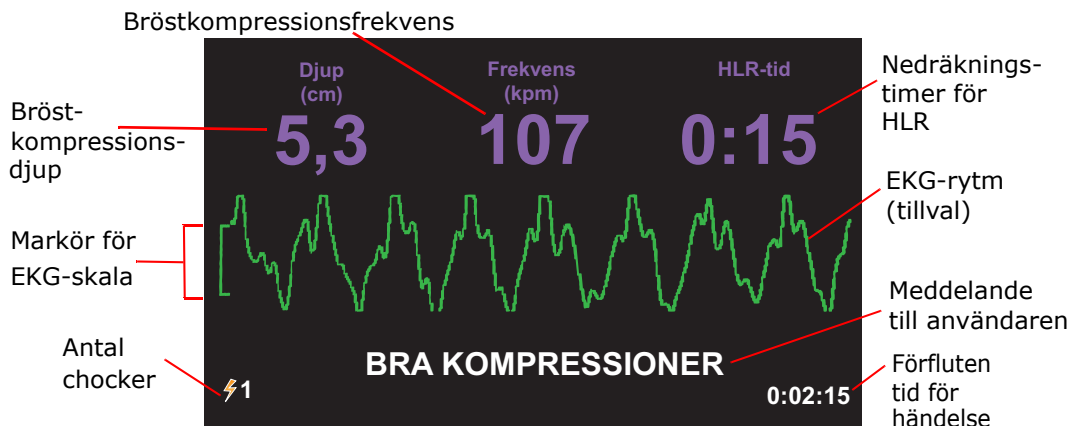 Bröstkompressionsfrekvens
Djup
(cm)
5,3
Frekvens
(kpm)
107
HLR-tid
0:15
Nedräknings-
timer för
HLR
Bröst-
kompressions-
djup
EKG-rytm
(tillval)
Markör för
EKG-skala
Meddelande
till användaren
BRA KOMPRESSIONER
Antal
chocker
1
0:02:15
Förfluten
tid för
händelse